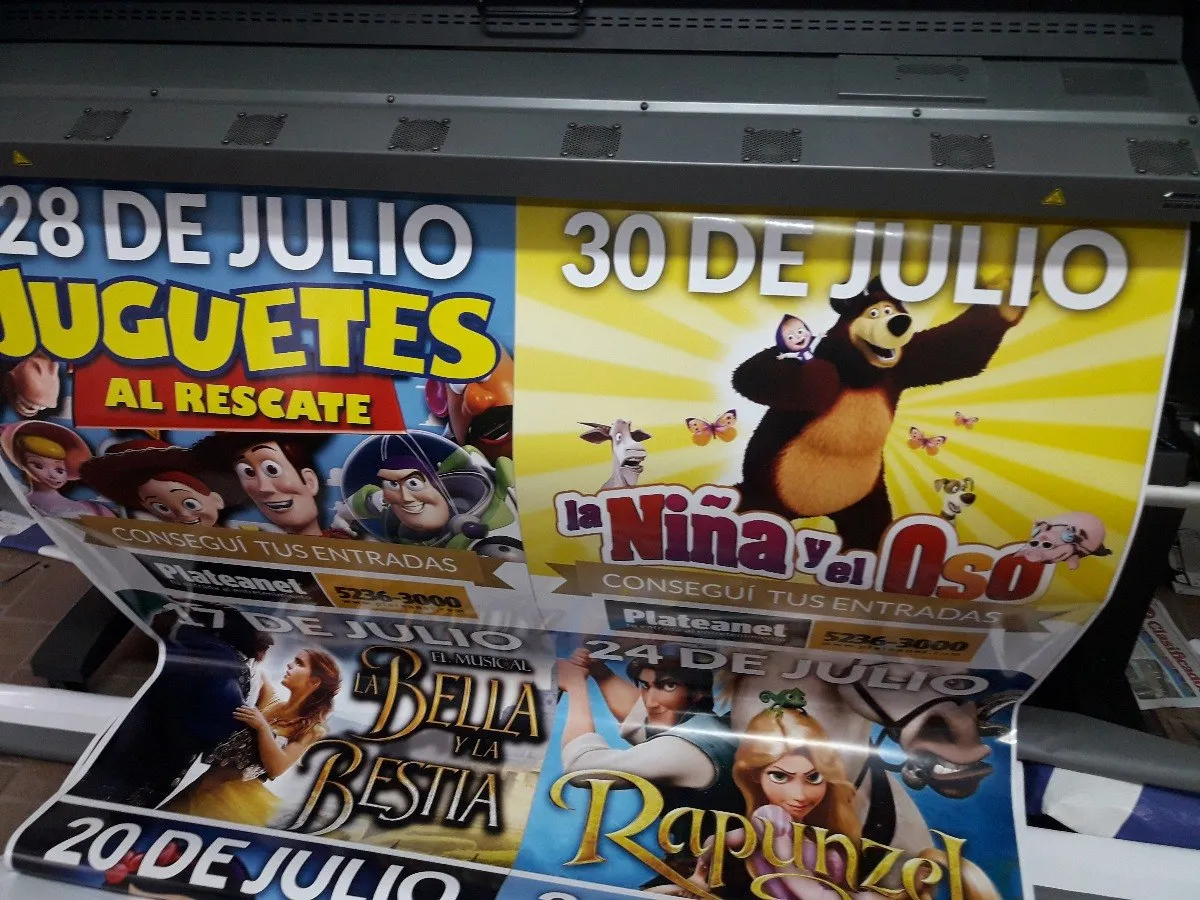 28 DE JULIO
JUGUETES
AL RESCATE
CONSEGUÍ TUS ENTRADAS
Plateanet
5236-3000
30 DE JULIO
la Niña y el Oso
CONSEGUÍ TUS ENTRADAS
Plateanet
5236-3000
17 DE JULIO
EL MUSICAL
LA BELLA
Y LA
BESTIA
24 DE JULIO
Rapunzel
20 DE JULIO